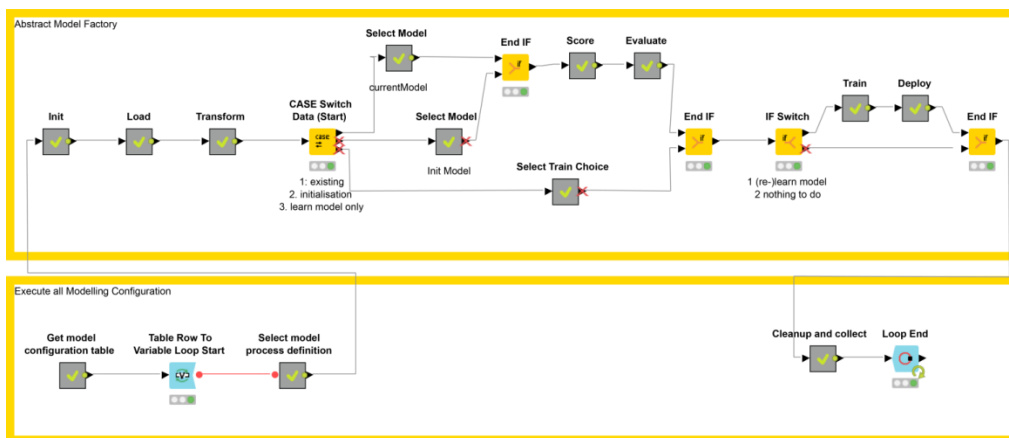 Abstract Model Factory
Select Model
End IF
Score
Evaluate
currentModel
Train
Deploy
Init
Load
Transform
CASE Switch
Data (Start)
Select Model
End IF
IF Switch
End IF
case
Init Model
Select Train Choice
1: existing
2. initialisation
3. learn model only
1 (re-)learn model
2 nothing to do
Execute all Modelling Configuration
Get model
configuration table
Table Row To
Variable Loop Start
Select model
process definition
Cleanup and collect
Loop End